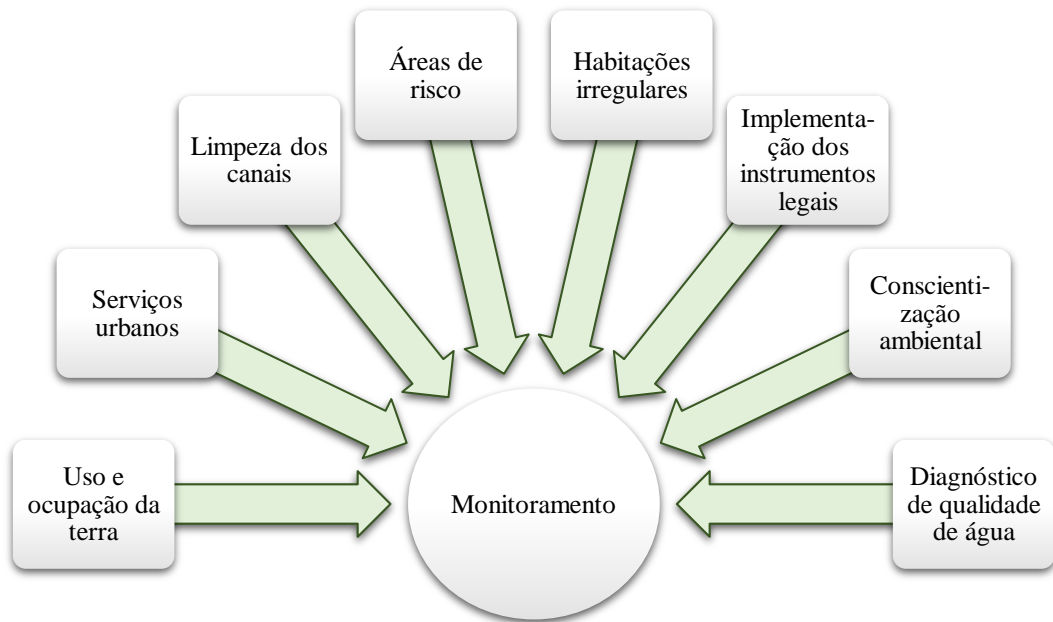 Áreas de
risco
Habitações
irregulares
Limpeza dos
canais
Implementa-
ção dos
instrumentos
legais
Serviços
urbanos
Conscienti-
zação
ambiental
Uso e
ocupação da
terra
Monitoramento
Diagnóstico
de qualidade
de água